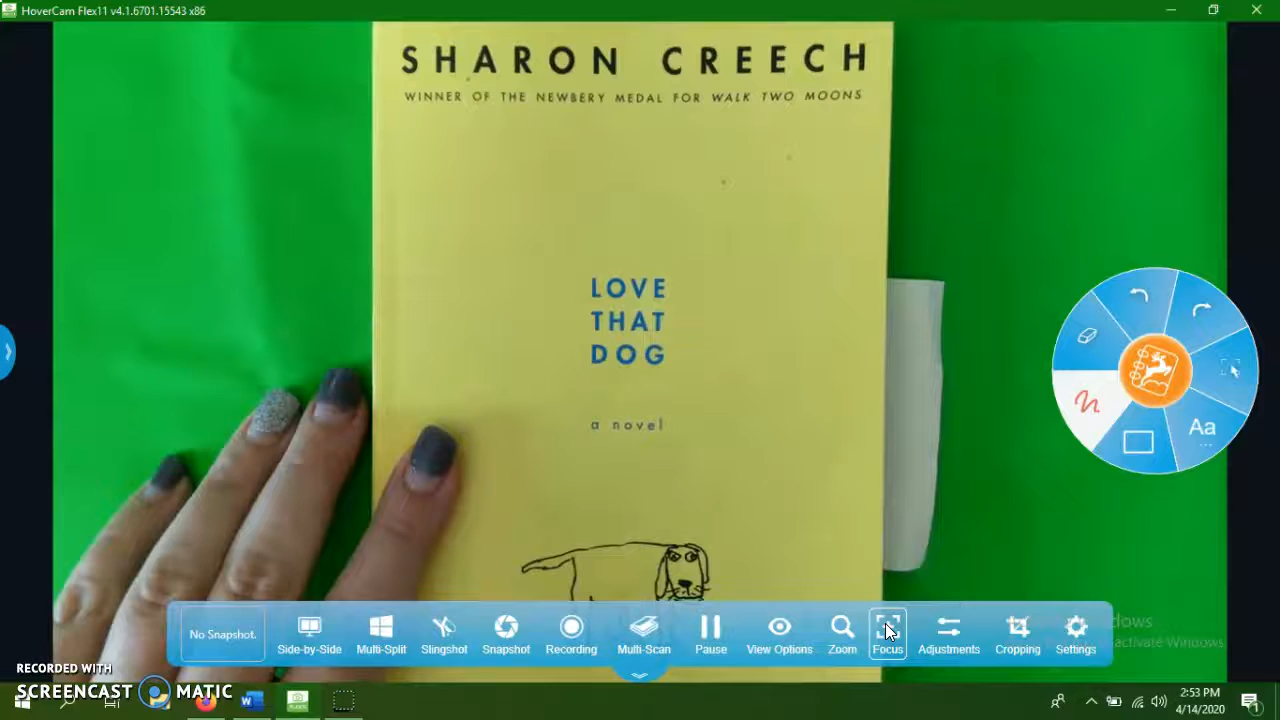 HoverCam Flex11 v4.1.6701.15543 x86
SHARON CREECH
WINNER OF THE NEWBERY MEDAL FOR WALK TWO MOONS
LOVE
THAT
DOG
a novel
Aa
...
No Snapshot.
Side-by-Side
Multi-Split
Slingshot
Snapshot
Recording
Multi-Scan
Pause
View Options
Zoom
Focus
Adjustments
Cropping
Settings
RECORDED WITH
SCREENCAST MATIC
2:53 PM
4/14/2020